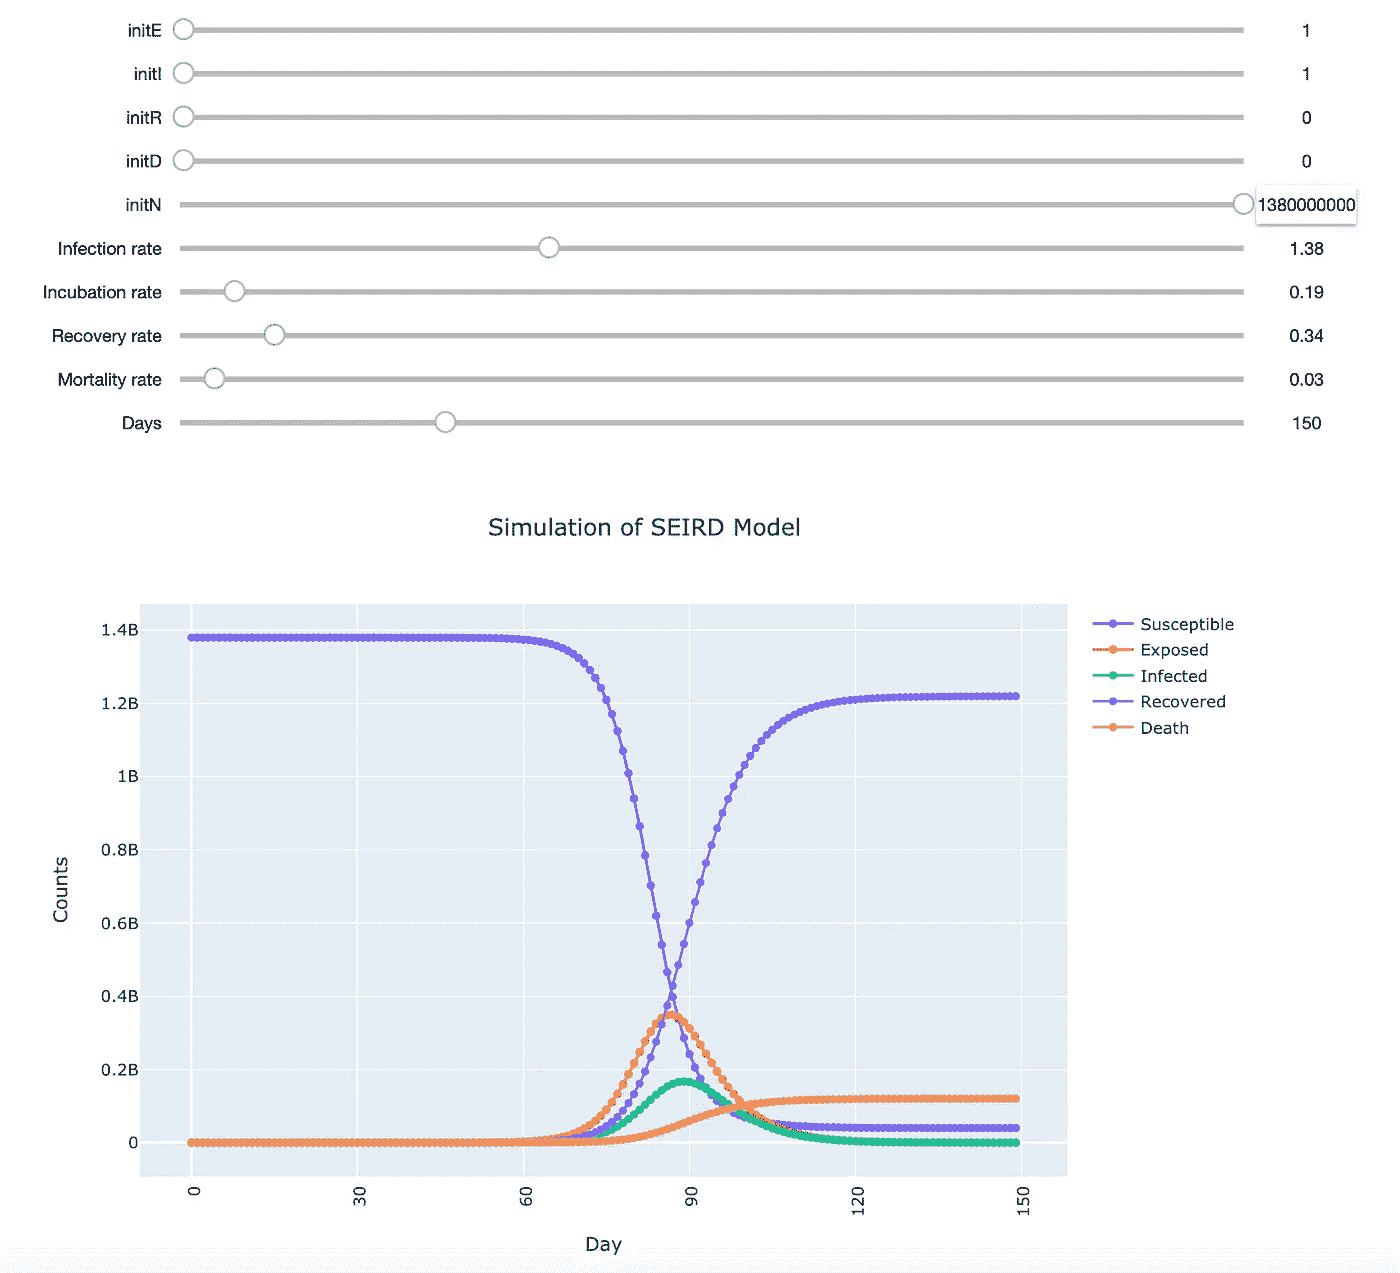 initE 1
initI 1
initR 0
initD 0
initN 1380000000
Infection rate 1.38
Incubation rate 0.19
Recovery rate 0.34
Mortality rate 0.03
Days 150
Simulation of SEIRD Model
1.4B
1.2B
1B
0.8B
0.6B
0.4B
0.2B
0
Counts
0 30 60 90 120 150
Day
Susceptible
Exposed
Infected
Recovered
Death